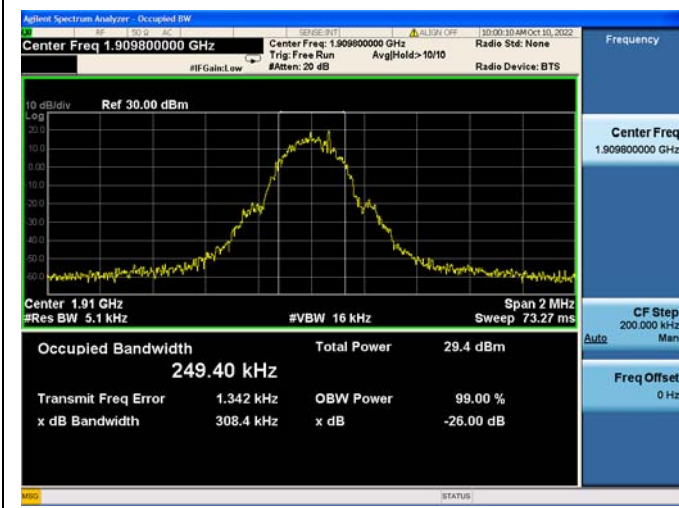 Agilent Spectrum Analyzer - Occupied BW
RF 50 Ω AC SENSE:INT ALIGN OFF 10:00:10 AM Oct 10, 2022
Center Freq 1.909800000 GHz Center Freq: 1.909800000 GHz Radio Std: None Frequency
Trig: Free Run Avg|Hold:> 10/10
#IFGain:Low #Atten: 20 dB Radio Device: BTS
10 dB/div Ref 30.00 dBm
Log
20.0
10.0
0.00
10.0
20.0
30.0
40.0
50.0
60.0
Center 1.91 GHz Span 2 MHz
#Res BW 5.1 kHz #VBW 16 kHz Sweep 73.27 ms
Occupied Bandwidth Total Power 29.4 dBm
249.40 kHz
Transmit Freq Error 1.342 kHz OBW Power 99.00 %
x dB Bandwidth 308.4 kHz x dB -26.00 dB
Center Freq
1.909800000 GHz
CF Step
200.000 kHz
Auto Man
Freq Offset
0 Hz
MSG STATUS